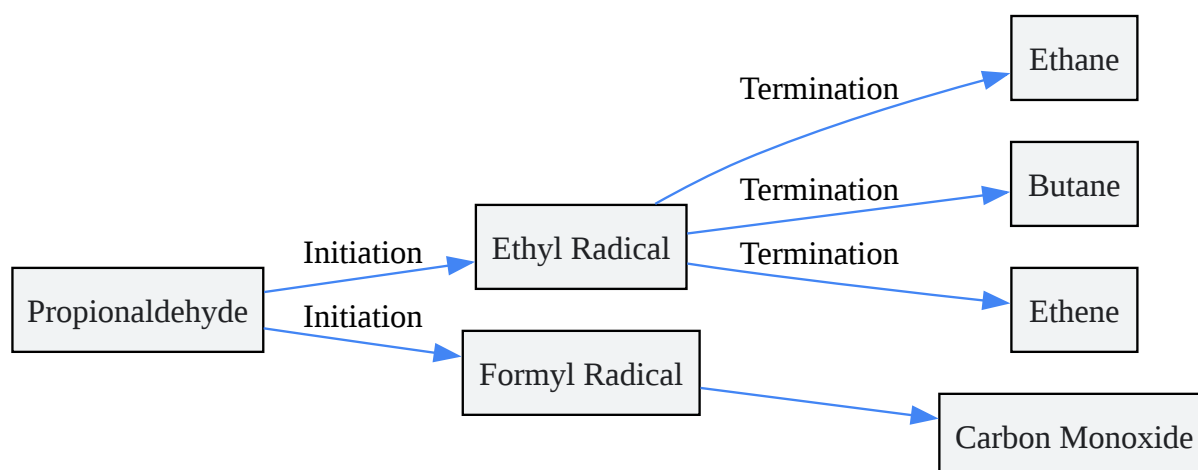 Ethane
Termination
Butane
Termination
Ethyl Radical
Initiation
Termination
Propionaldehyde
Ethene
Initiation
Formyl Radical
Carbon Monoxide